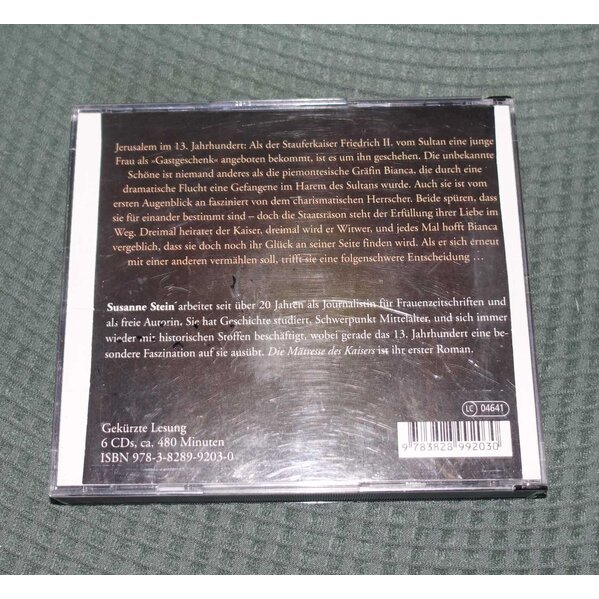 Jerusalem im 13. Jahrhundert: Als der Stauferkaiser Friedrich II. vom Sultan eine junge
Frau als »Gastgeschenk« angeboten bekommt, ist es um ihn geschehen. Die unbekannte
Schöne ist niemand anderes als die piemontesische Gräfin Bianca, die durch eine
dramatische Flucht eine Gefangene im Harem des Sultans wurde. Auch sie ist vom
ersten Augenblick an fasziniert von dem charismatischen Herrscher. Beide spüren, dass
sie für einander bestimmt sind – doch die Staatsräson steht der Erfüllung ihrer Liebe im
Weg. Dreimal heiratet der Kaiser, dreimal wird er Witwer, und jedes Mal hofft Bianca
vergeblich, dass sie doch noch ihr Glück an seiner Seite finden wird. Als er sich erneut
mit einer anderen vermählen soll, trifft sie eine folgenschwere Entscheidung ...
Susanne Stein arbeitet seit über 20 Jahren als Journalistin für Frauenzeitschriften und
als freie Autorin. Sie hat Geschichte studiert, Schwerpunkt Mittelalter, und sich immer
wieder mit historischen Stoffen beschäftigt, wobei gerade das 13. Jahrhundert eine be-
sondere Faszination auf sie ausübt. Die Mätresse des Kaisers ist ihr erster Roman.
Gekürzte Lesung
6 CDs, ca. 480 Minuten
ISBN 978-3-8289-9203-0
LC 04641
9 783828 992030